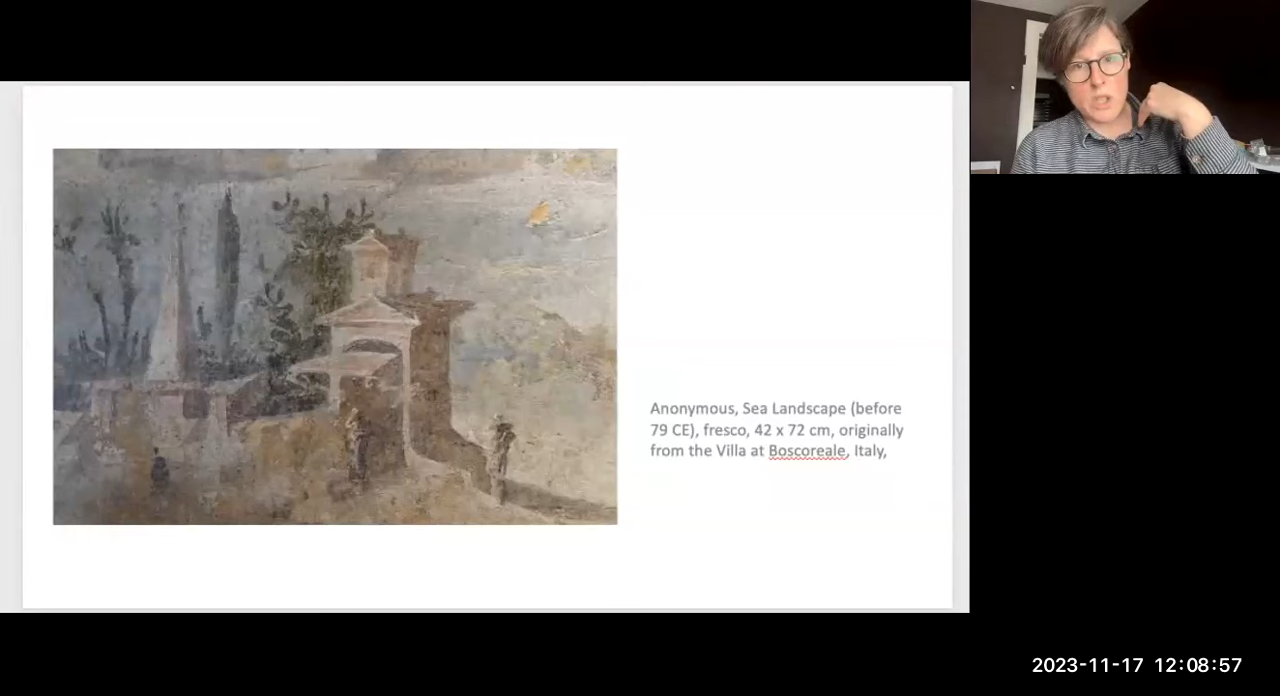 Anonymous, Sea Landscape (before
79 CE), fresco, 42 x 72 cm, originally
from the Villa at Boscoreale, Italy,
2023-11-17 12:08:57